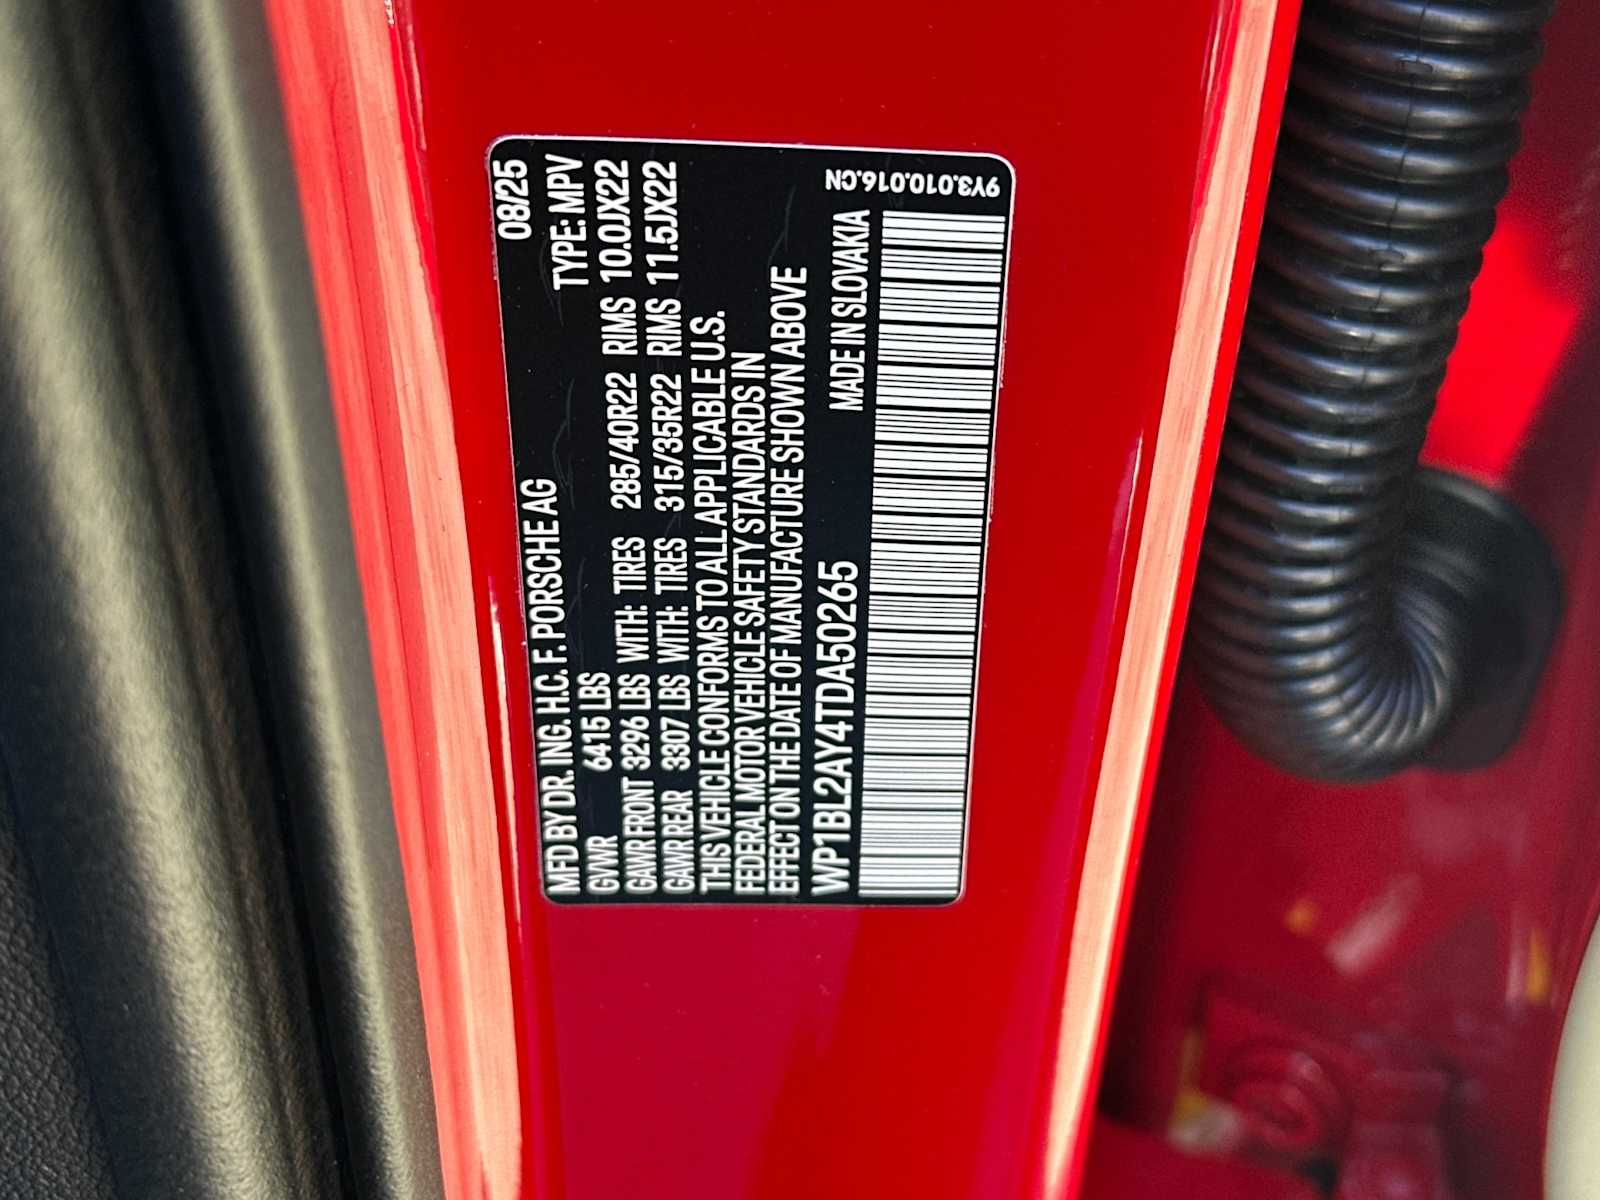 MFD BY DR. ING. H.C. F. PORSCHE AG 08/25
GVWR 6415 LBS TYPE: MPV
GAWR FRONT 3296 LBS WITH: TIRES 285/40R22 RIMS 10.0JX22
GAWR REAR 3307 LBS WITH: TIRES 315/35R22 RIMS 11.5JX22
THIS VEHICLE CONFORMS TO ALL APPLICABLE U.S.
FEDERAL MOTOR VEHICLE SAFETY STANDARDS IN
EFFECT ON THE DATE OF MANUFACTURE SHOWN ABOVE
WP1BL2AY4TDA50265 MADE IN SLOVAKIA
9Y3.010.016.CN